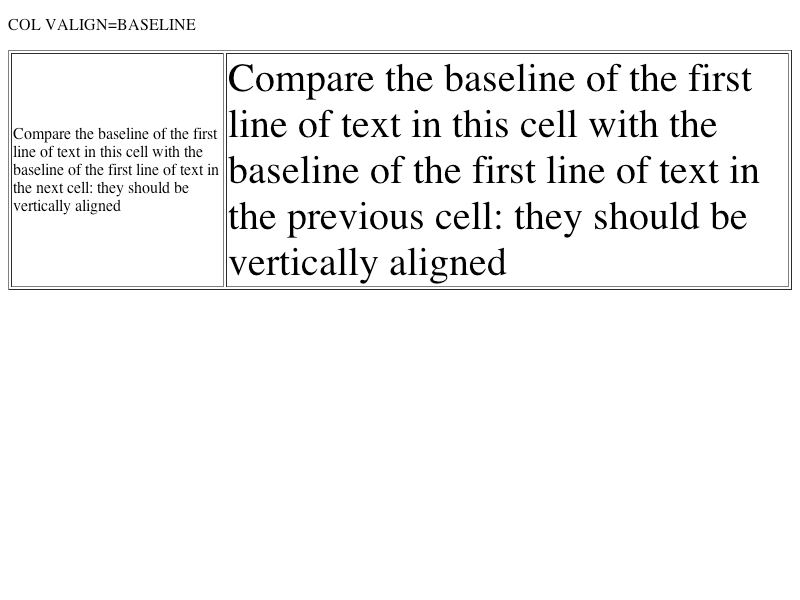 COL VALIGN=BASELINE
Compare the baseline of the first
line of text in this cell with the
baseline of the first line of text in
the next cell: they should be
vertically aligned
Compare the baseline of the first
line of text in this cell with the
baseline of the first line of text in
the previous cell: they should be
vertically aligned